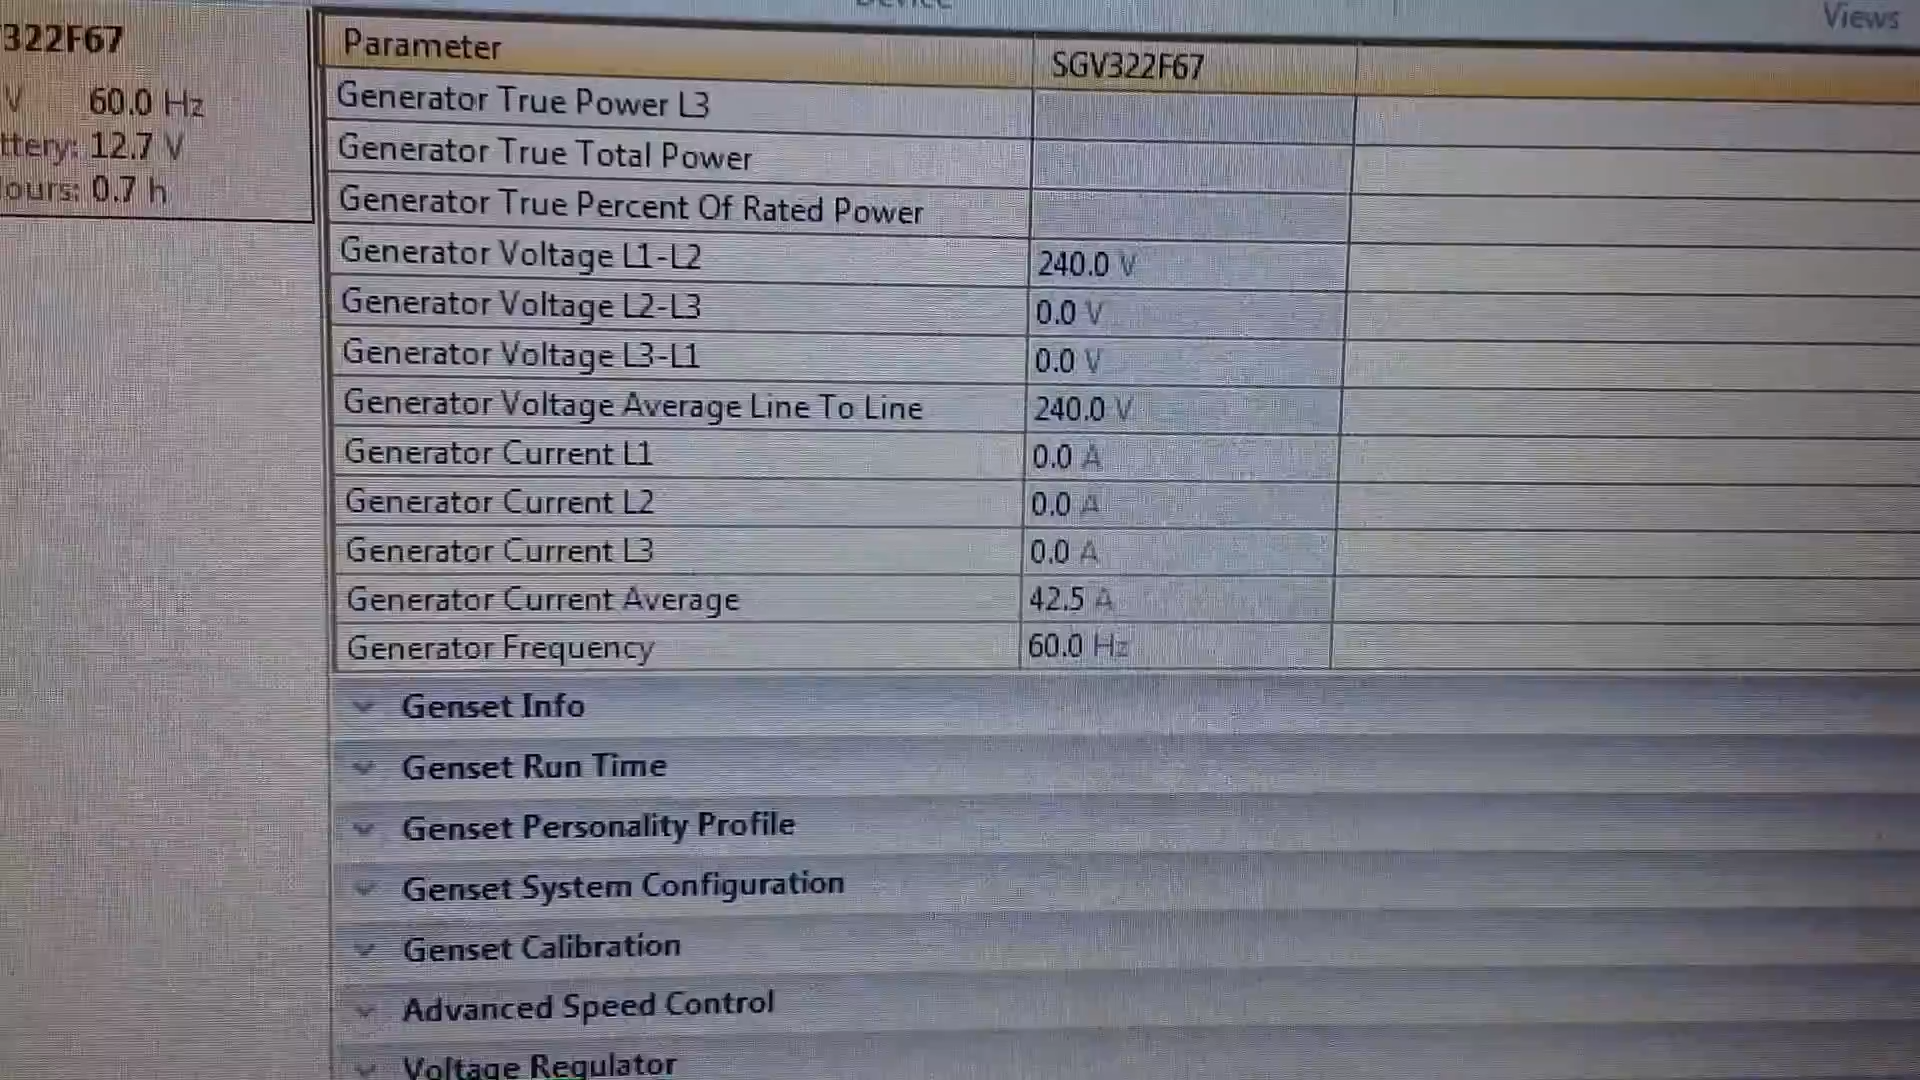 Views
322F67
V 60.0 Hz
ttery: 12.7 V
ours: 0.7 h
Parameter SGV322F67
Generator True Power L3
Generator True Total Power
Generator True Percent Of Rated Power
Generator Voltage L1-L2 240.0 V
Generator Voltage L2-L3 0.0 V
Generator Voltage L3-L1 0.0 V
Generator Voltage Average Line To Line 240.0 V
Generator Current L1 0.0 A
Generator Current L2 0.0 A
Generator Current L3 0.0 A
Generator Current Average 42.5 A
Generator Frequency 60.0 Hz
Genset Info
Genset Run Time
Genset Personality Profile
Genset System Configuration
Genset Calibration
Advanced Speed Control
Voltage Regulator